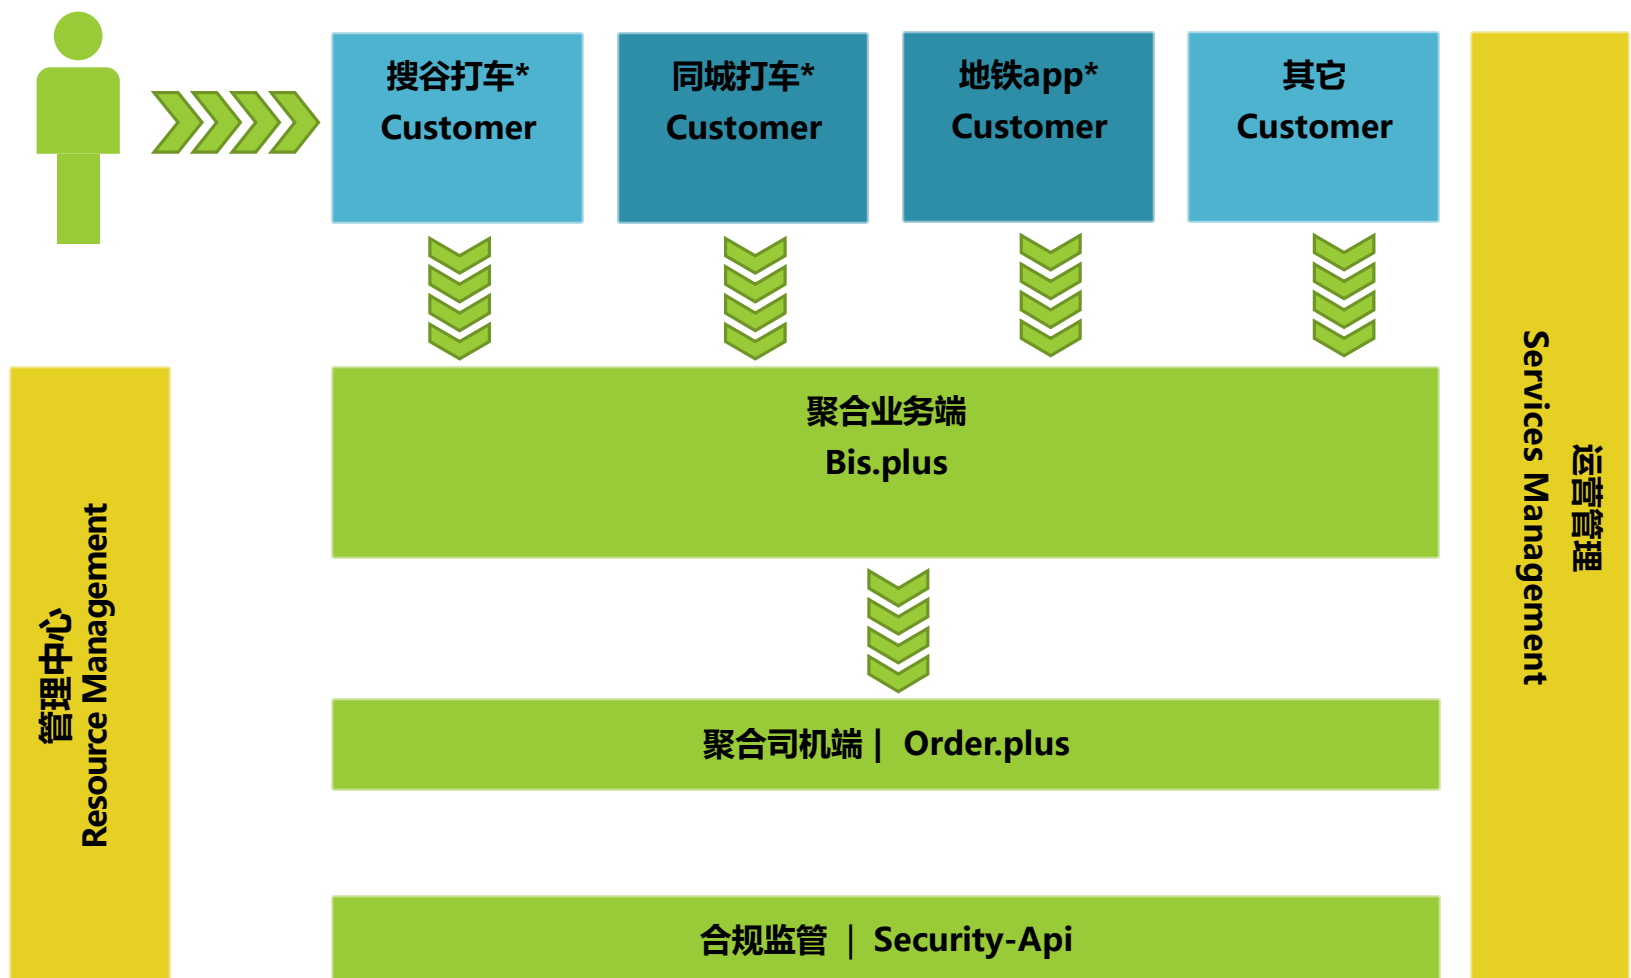 搜谷打车*
Customer
同城打车*
Customer
地铁app*
Customer
其它
Customer
聚合业务端
Bis.plus
聚合司机端 | Order.plus
合规监管 | Security-Api
管理中心
Resource Management
运营管理
Services Management